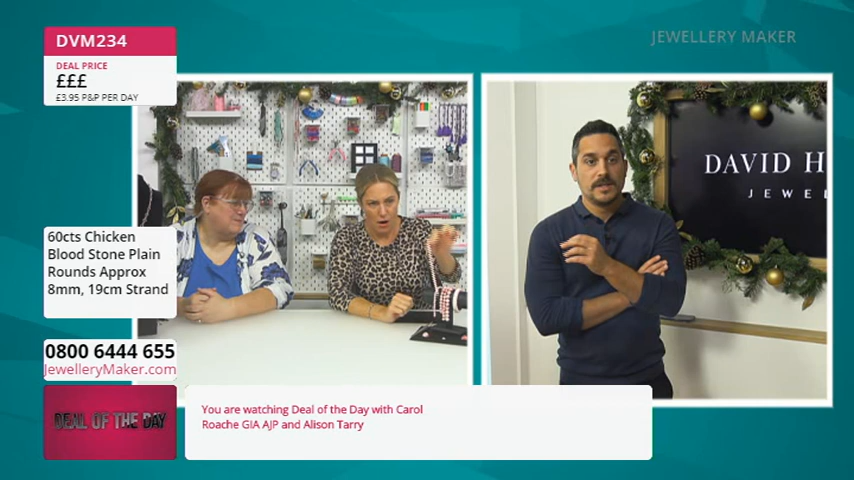 DVM234
JEWELLERY MAKER
DEAL PRICE
£££
£3.95 P&P PER DAY
DAVID H
JEWEL
60cts Chicken
Blood Stone Plain
Rounds Approx
8mm, 19cm Strand
0800 6444 655
JewelleryMaker.com
DEAL OF THE DAY
You are watching Deal of the Day with Carol
Roache GIA AJP and Alison Tarry